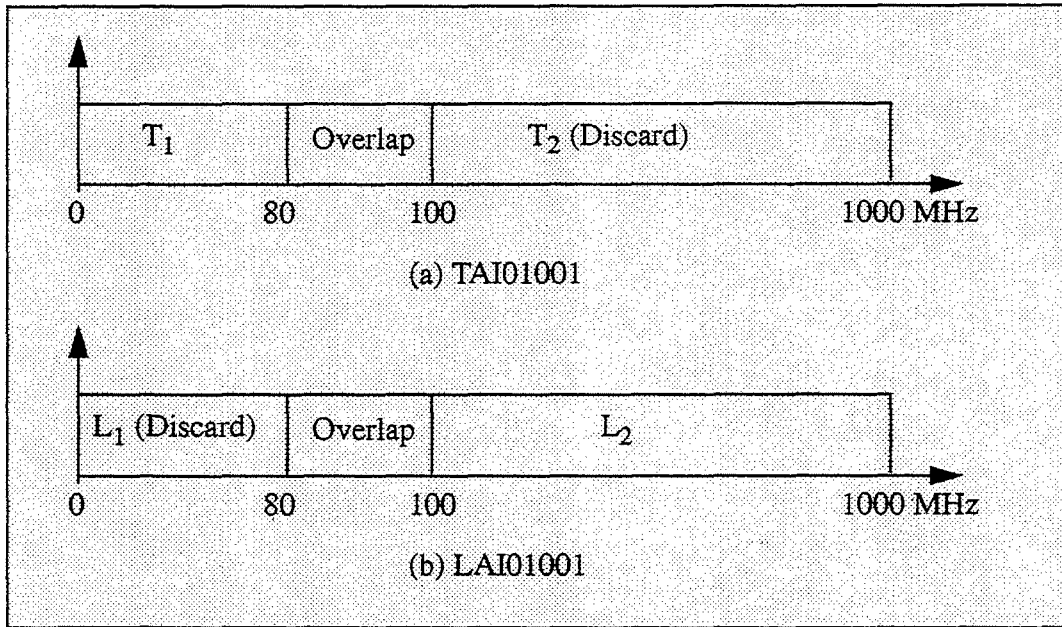 T1 Overlap T2 (Discard)
0 80 100 1000 MHz
(a) TAI01001
L1 (Discard) Overlap L2
0 80 100 1000 MHz
(b) LAI01001